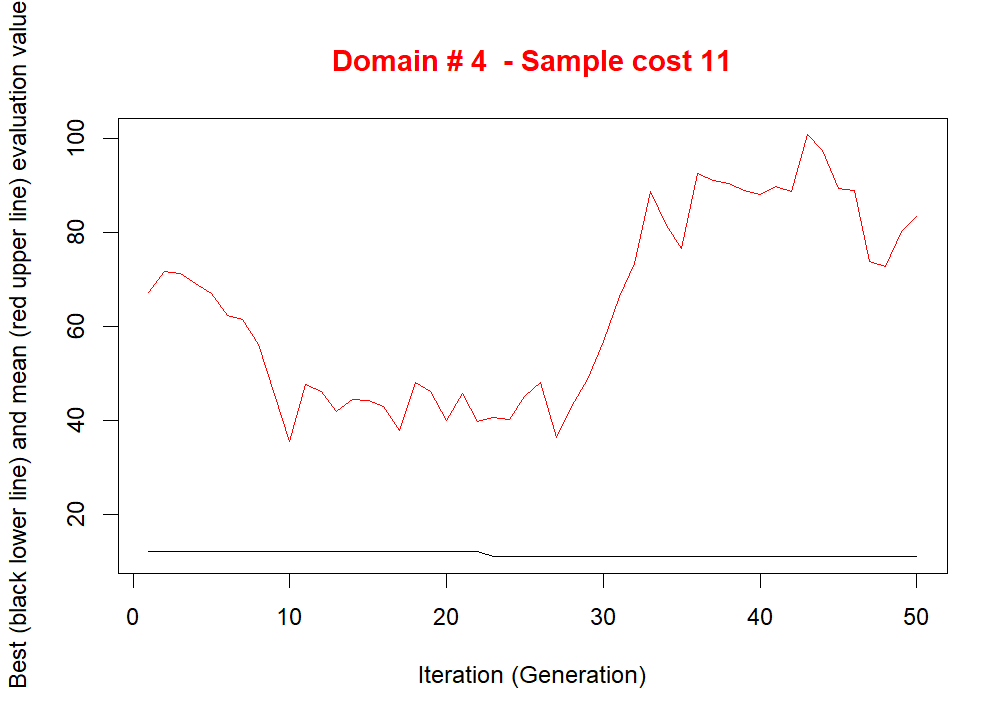 Domain # 4  - Sample cost 11
Best (black lower line) and mean (red upper line) evaluation value
100
80
60
40
20
0 10 20 30 40 50
Iteration (Generation)